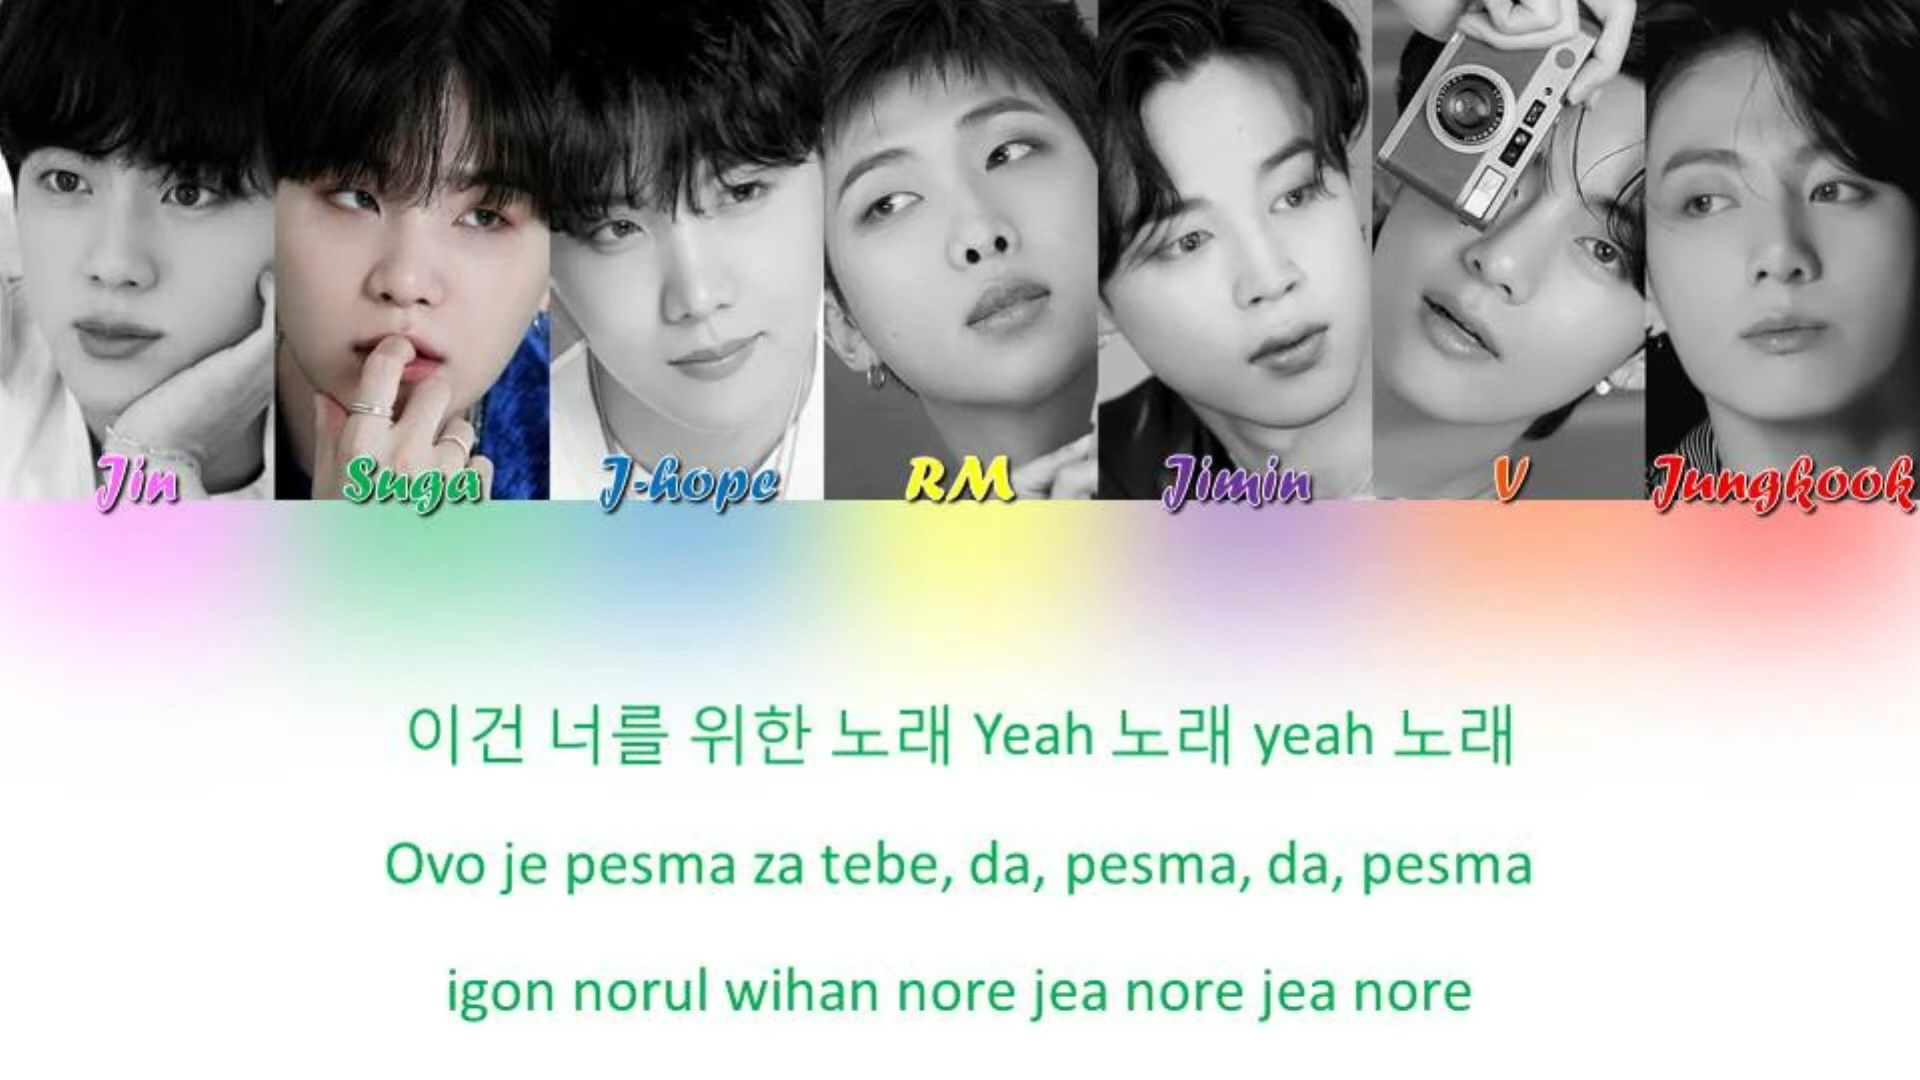 Jin Suga J-hope RM Jimin V Jungkook
이건 너를 위한 노래 Yeah 노래 yeah 노래
Ovo je pesma za tebe, da, pesma, da, pesma
igon norul wihan nore jea nore jea nore